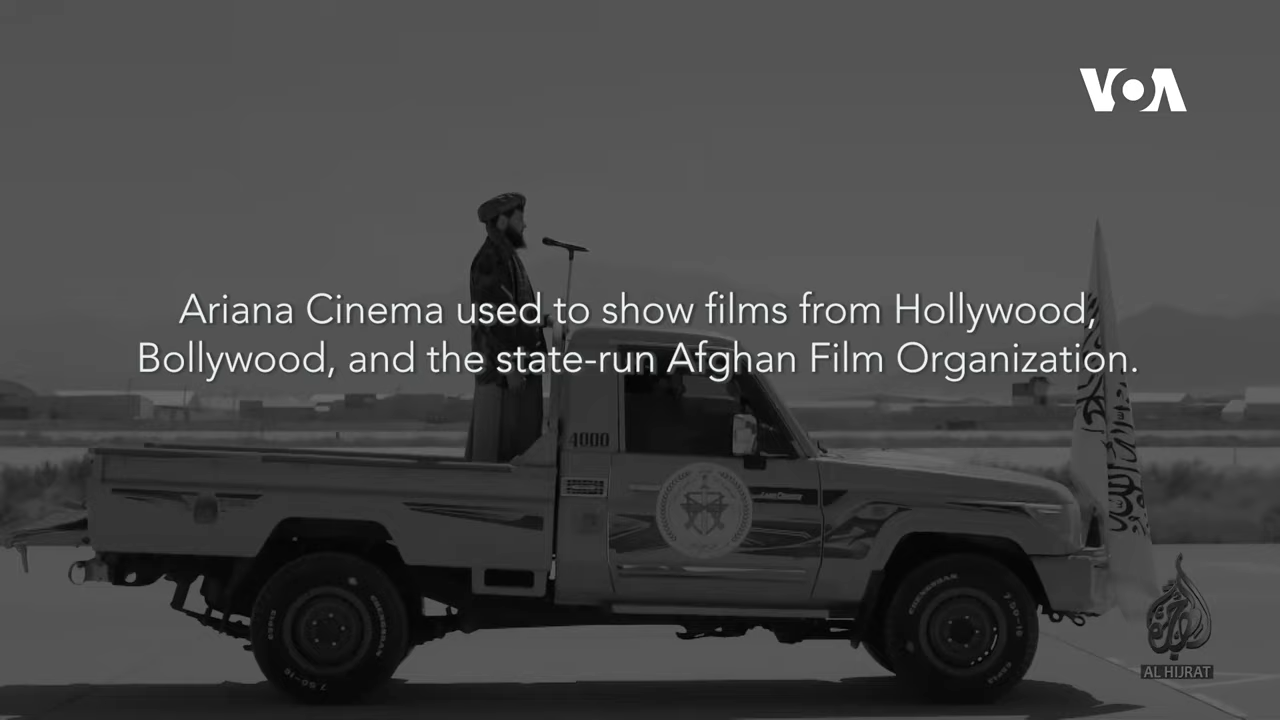 VOA
Ariana Cinema used to show films from Hollywood,
Bollywood, and the state-run Afghan Film Organization.
4000
AL HIJRAT